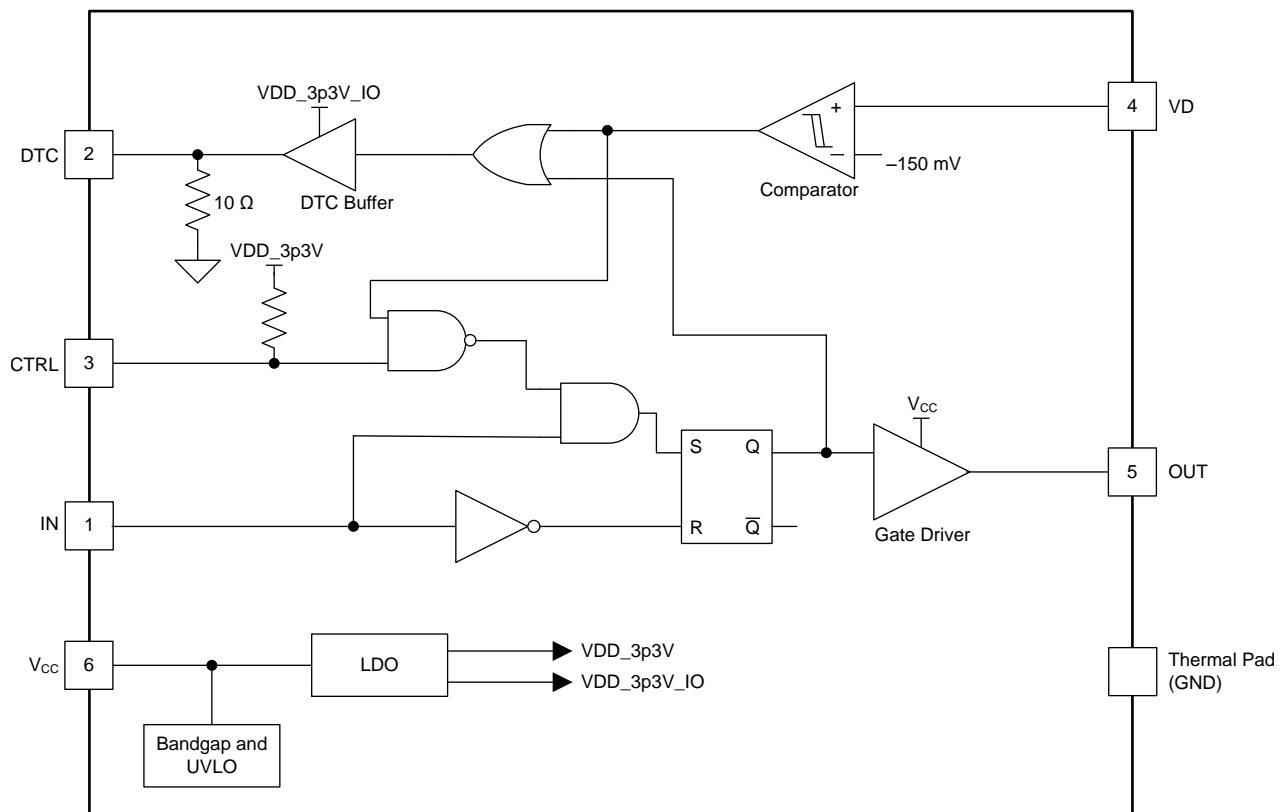 VDD_3p3V_IO
DTC
2
10 Ω
DTC Buffer
+
–
–150 mV
Comparator
4
VD
VDD_3p3V
CTRL
3
IN
1
S
Q
R
Q̅
VCC
Gate Driver
5
OUT
VCC
6
LDO
VDD_3p3V
VDD_3p3V_IO
Bandgap and
UVLO
Thermal Pad
(GND)